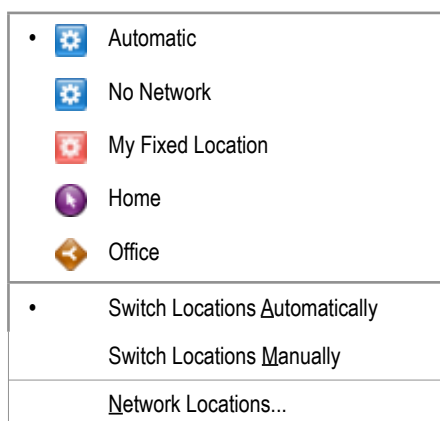 • Automatic
No Network
My Fixed Location
Home
Office
• Switch Locations Automatically
Switch Locations Manually
Network Locations...